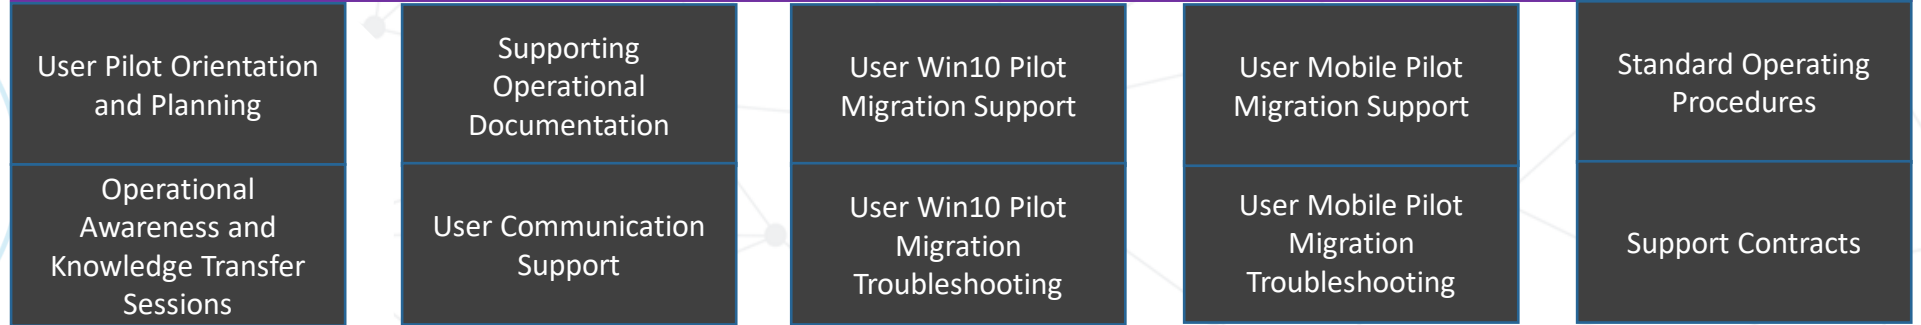 User Pilot Orientation
and Planning
Supporting
Operational
Documentation
User Win10 Pilot
Migration Support
User Mobile Pilot
Migration Support
Standard Operating
Procedures
Operational
Awareness and
Knowledge Transfer
Sessions
User Communication
Support
User Win10 Pilot
Migration
Troubleshooting
User Mobile Pilot
Migration
Troubleshooting
Support Contracts